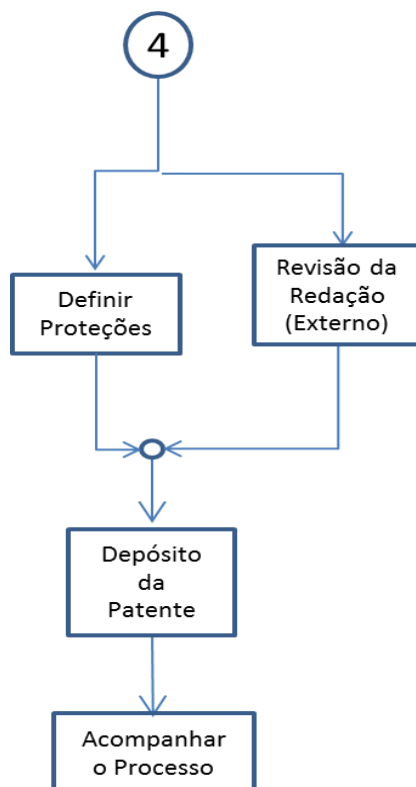 4
Definir
Proteções
Revisão da
Redação
(Externo)
Depósito
da
Patente
Acompanhar
o Processo